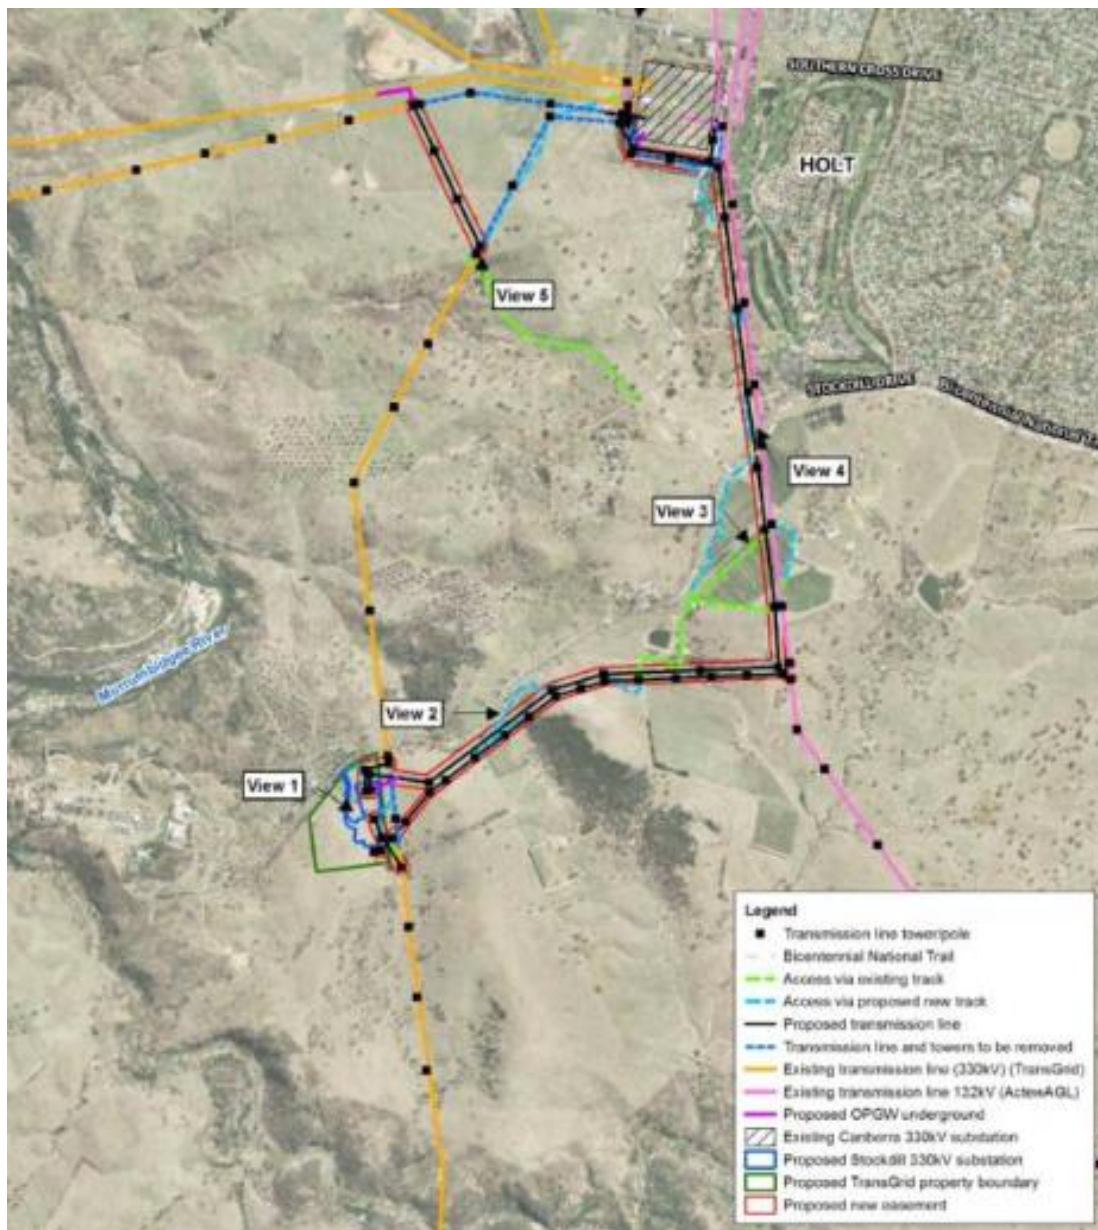 SOUTHERN CROSS DRIVE
HOLT
View 5
STOCKDILL DRIVE
Bicentennial National Tra
View 4
View 3
Murrumbidgee River
View 2
View 1
Legend
Transmission line tower/pole
Bicentennial National Trail
Access via existing track
Access via proposed new track
Proposed transmission line
Transmission line and towers to be removed
Existing transmission line (330kV) (TransGrid)
Existing transmission line 132kV (ActewAGL)
Proposed OPGW underground
Existing Canberra 330kV substation
Proposed Stockdill 330kV substation
Proposed TransGrid property boundary
Proposed new easement